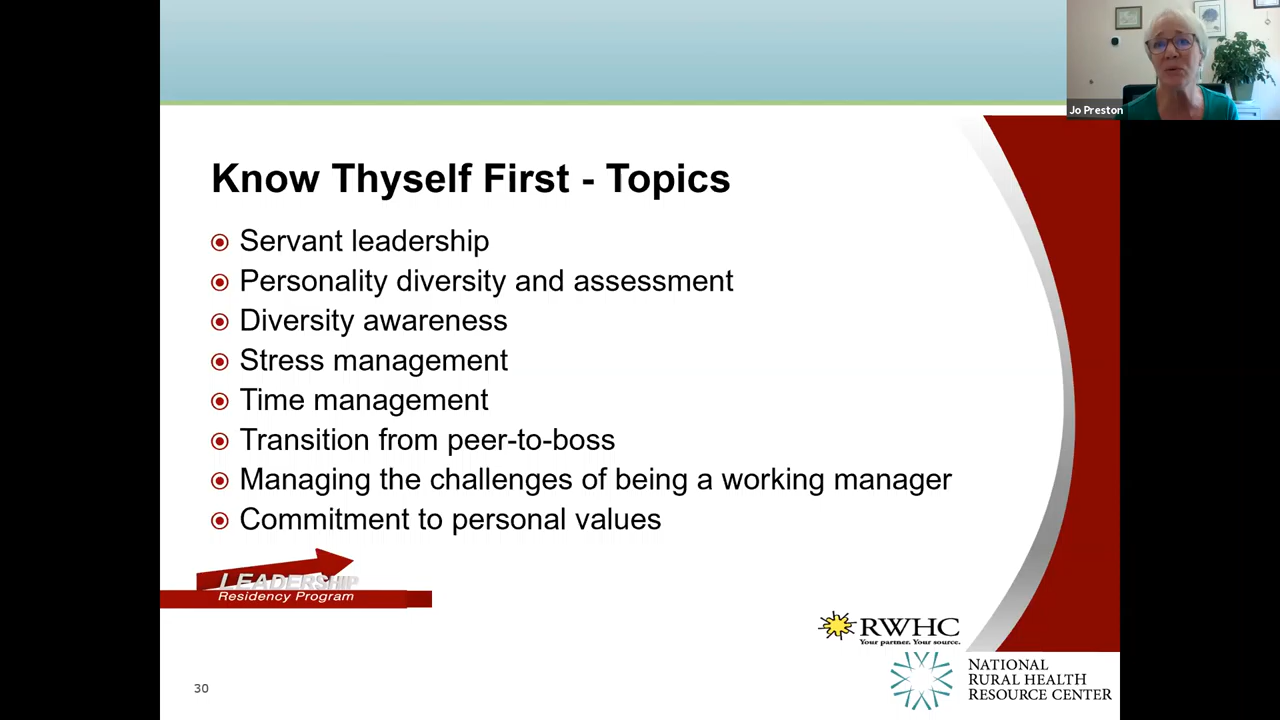 Jo Preston
Know Thyself First - Topics
Servant leadership
Personality diversity and assessment
Diversity awareness
Stress management
Time management
Transition from peer-to-boss
Managing the challenges of being a working manager
Commitment to personal values
LEADERSHIP
Residency Program
RWHC
Your partner. Your source.
NATIONAL
RURAL HEALTH
RESOURCE CENTER
30